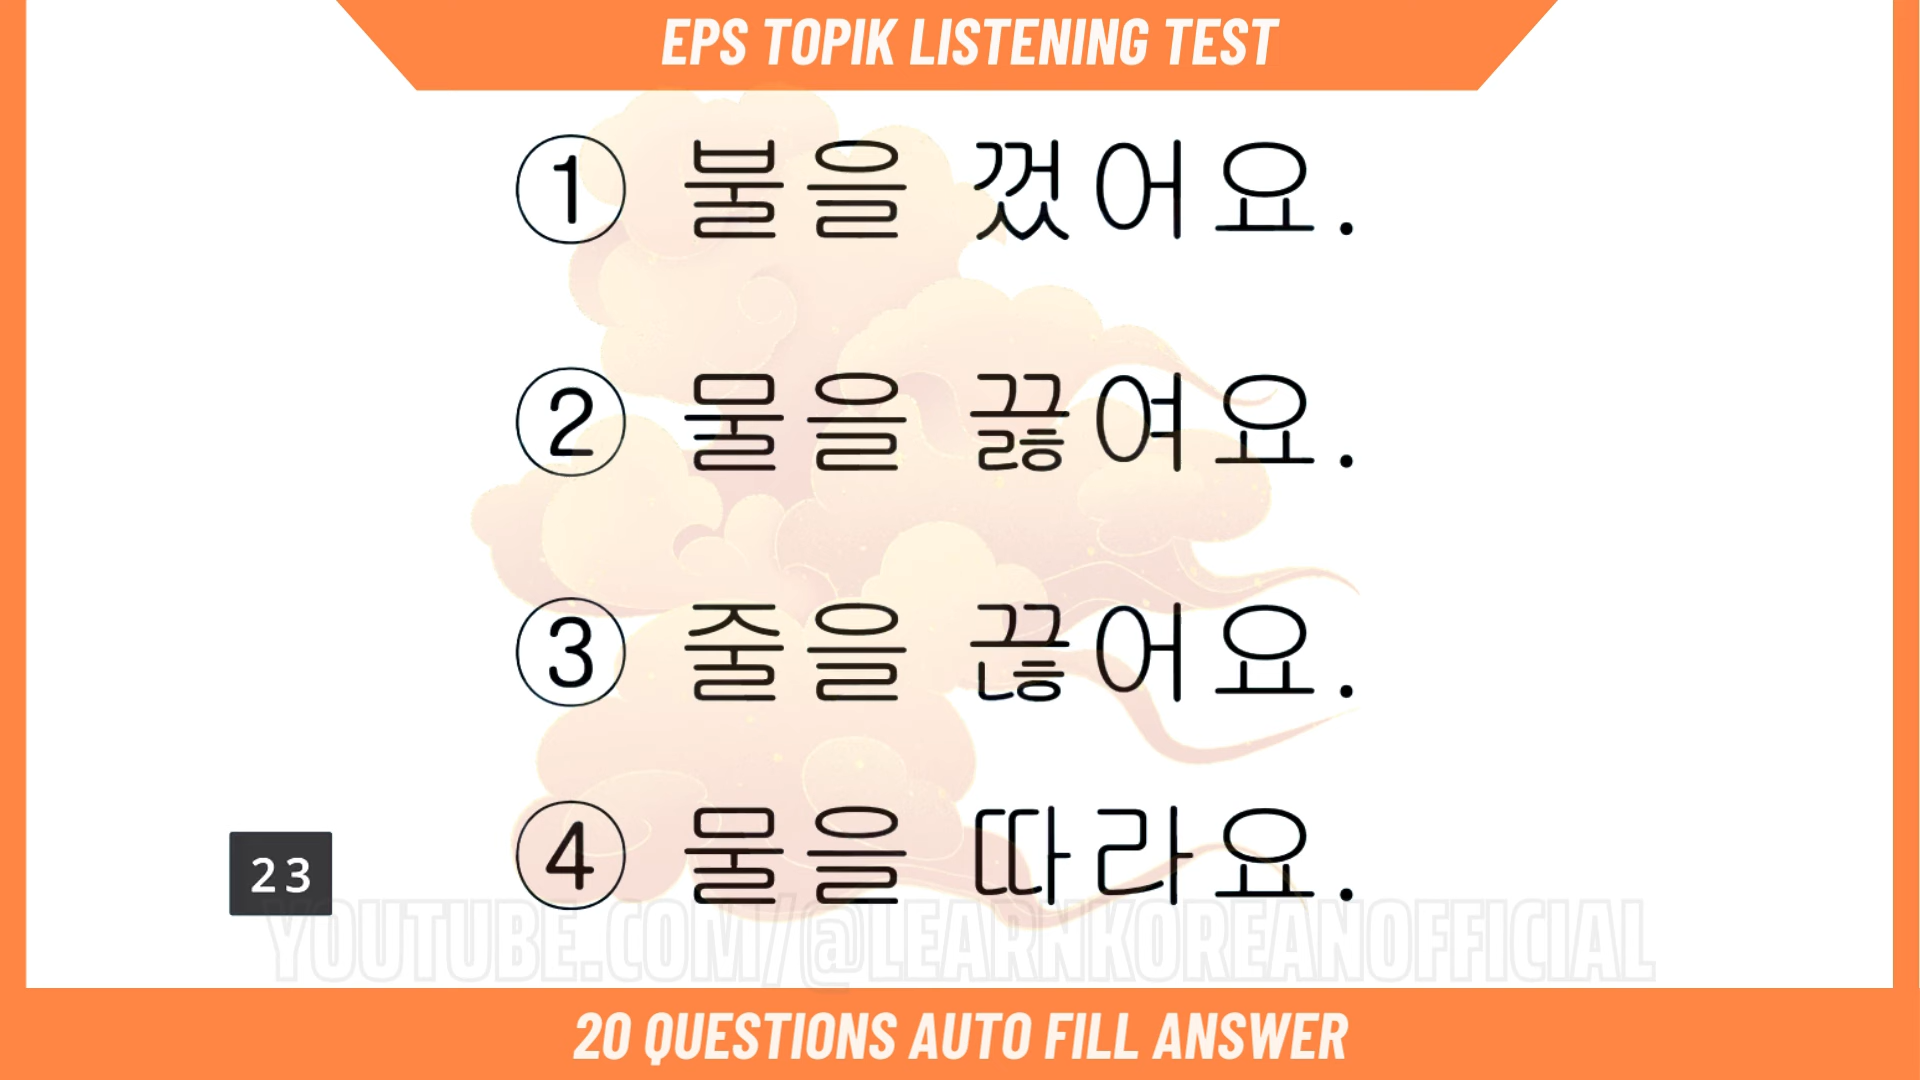 EPS TOPIK LISTENING TEST
① 불을 껐어요.
② 물을 끓여요.
③ 줄을 끊어요.
④ 물을 따라요.
23
YOUTUBE.COM/@LEARNKOREANOFFICIAL
20 QUESTIONS AUTO FILL ANSWER